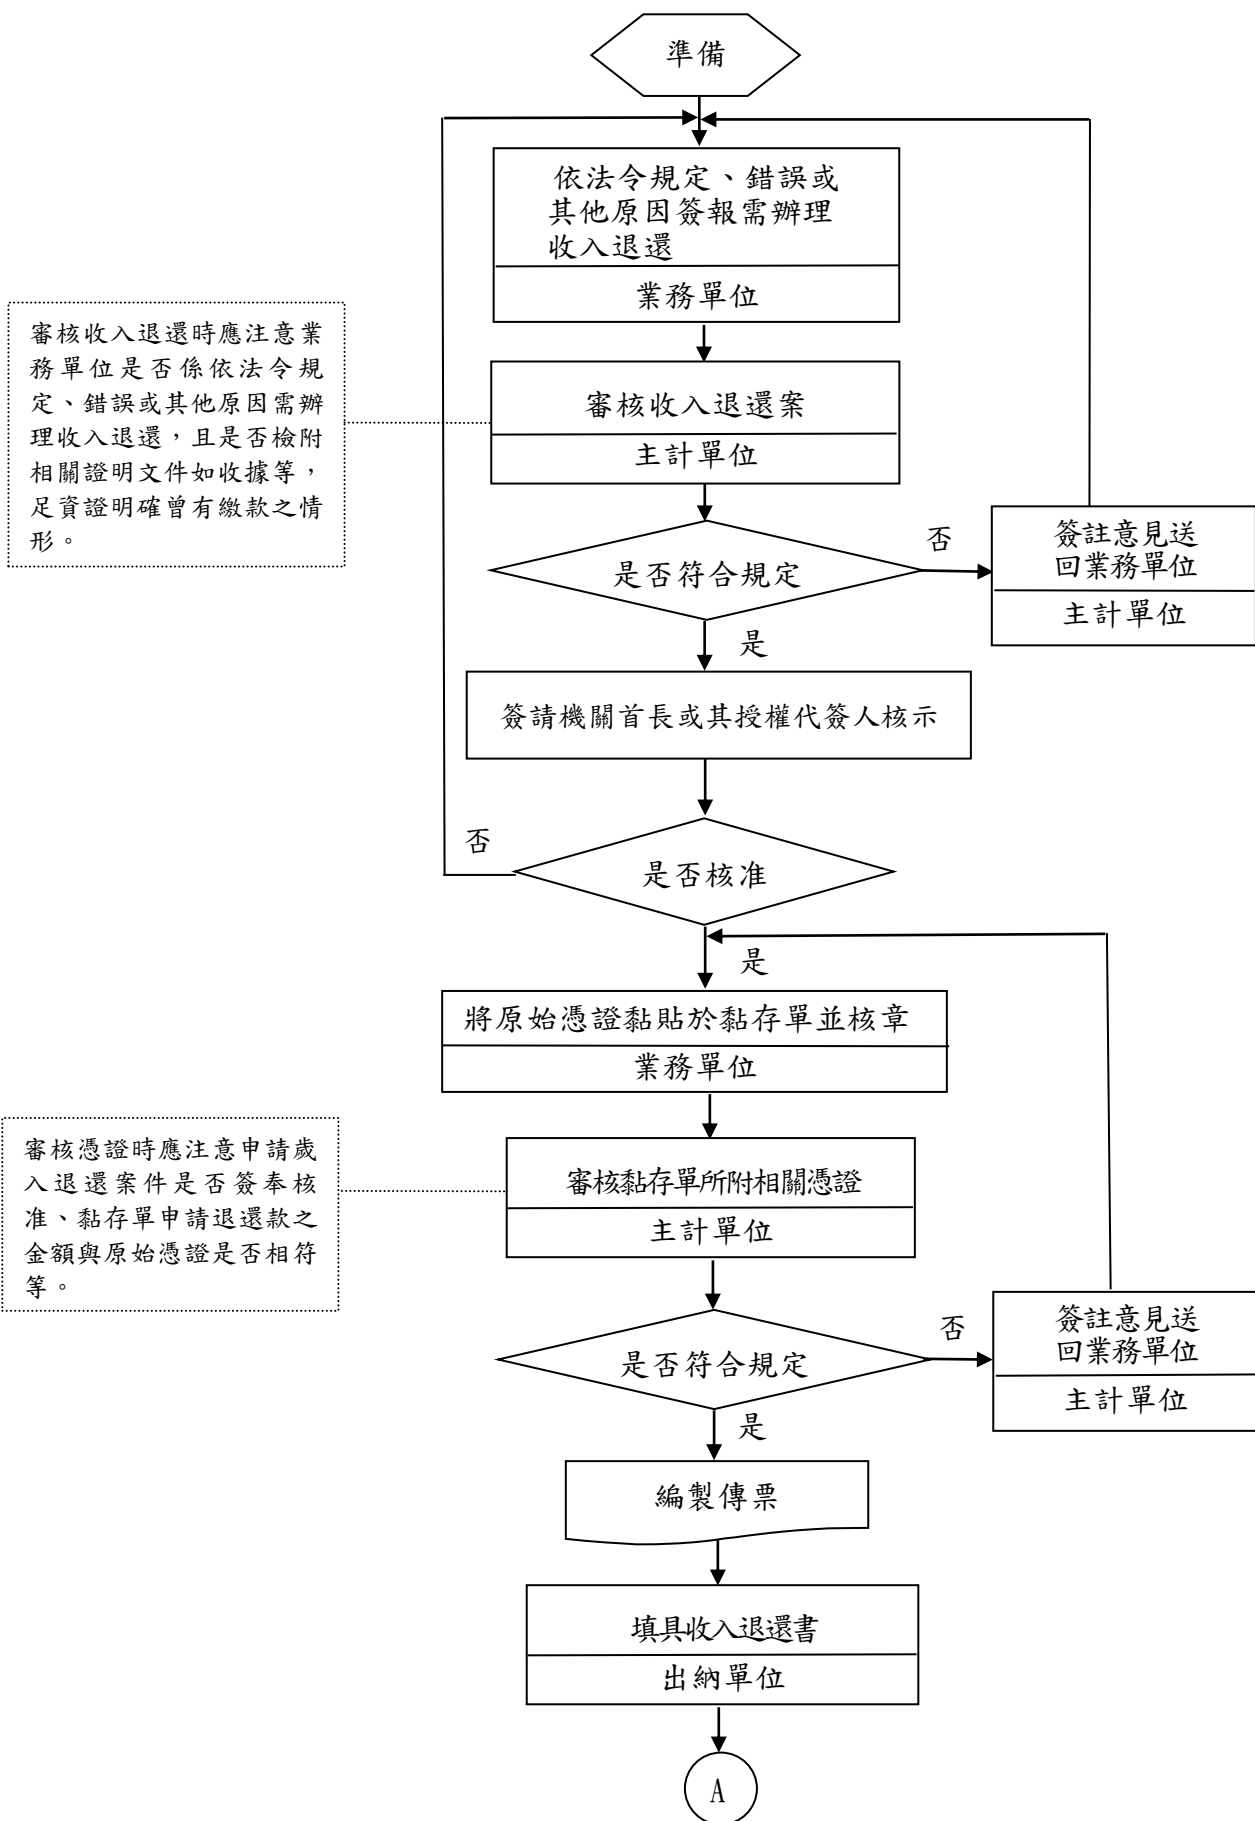 準備
依法令規定、錯誤或
其他原因簽報需辦理
收入退還
業務單位
審核收入退還時應注意業
務單位是否係依法令規
定、錯誤或其他原因需辦
理收入退還，且是否檢附
相關證明文件如收據等，
足資證明確曾有繳款之情
形。
審核收入退還案
主計單位
是否符合規定
否
簽註意見送
回業務單位
主計單位
是
簽請機關首長或其授權代簽人核示
否
是否核准
是
將原始憑證黏貼於黏存單並核章
業務單位
審核憑證時應注意申請歲
入退還案件是否簽奉核
准、黏存單申請退還款之
金額與原始憑證是否相符
等。
審核黏存單所附相關憑證
主計單位
是否符合規定
否
簽註意見送
回業務單位
主計單位
是
編製傳票
填具收入退還書
出納單位
A